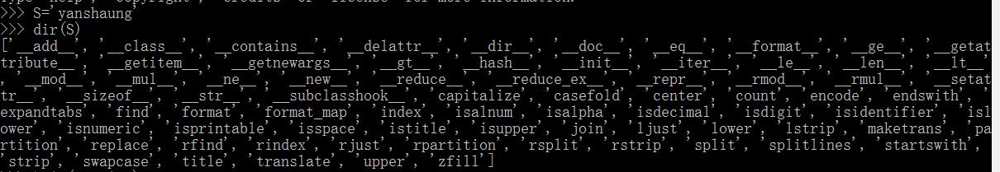 >>> S='yanshaung'
>>> dir(S)
['__add__', '__class__', '__contains__', '__delattr__', '__dir__', '__doc__', '__eq__', '__format__', '__ge__', '__getat
tribute__', '__getitem__', '__getnewargs__', '__gt__', '__hash__', '__init__', '__iter__', '__le__', '__len__', '__lt__'
, '__mod__', '__mul__', '__ne__', '__new__', '__reduce__', '__reduce_ex__', '__repr__', '__rmod__', '__rmul__', '__setat
tr__', '__sizeof__', '__str__', '__subclasshook__', 'capitalize', 'casefold', 'center', 'count', 'encode', 'endswith', '
expandtabs', 'find', 'format', 'format_map', 'index', 'isalnum', 'isalpha', 'isdecimal', 'isdigit', 'isidentifier', 'isl
ower', 'isnumeric', 'isprintable', 'isspace', 'istitle', 'isupper', 'join', 'ljust', 'lower', 'lstrip', 'maketrans', 'pa
rtition', 'replace', 'rfind', 'rindex', 'rjust', 'rpartition', 'rsplit', 'rstrip', 'split', 'splitlines', 'startswith',
'strip', 'swapcase', 'title', 'translate', 'upper', 'zfill']